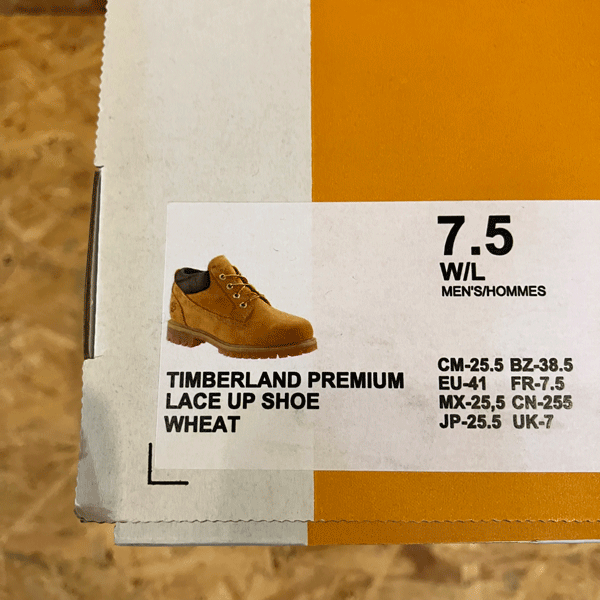 7.5
W/L
MEN'S/HOMMES
TIMBERLAND PREMIUM
LACE UP SHOE
WHEAT
CM-25.5 BZ-38.5
EU-41 FR-7.5
MX-25,5 CN-255
JP-25.5 UK-7